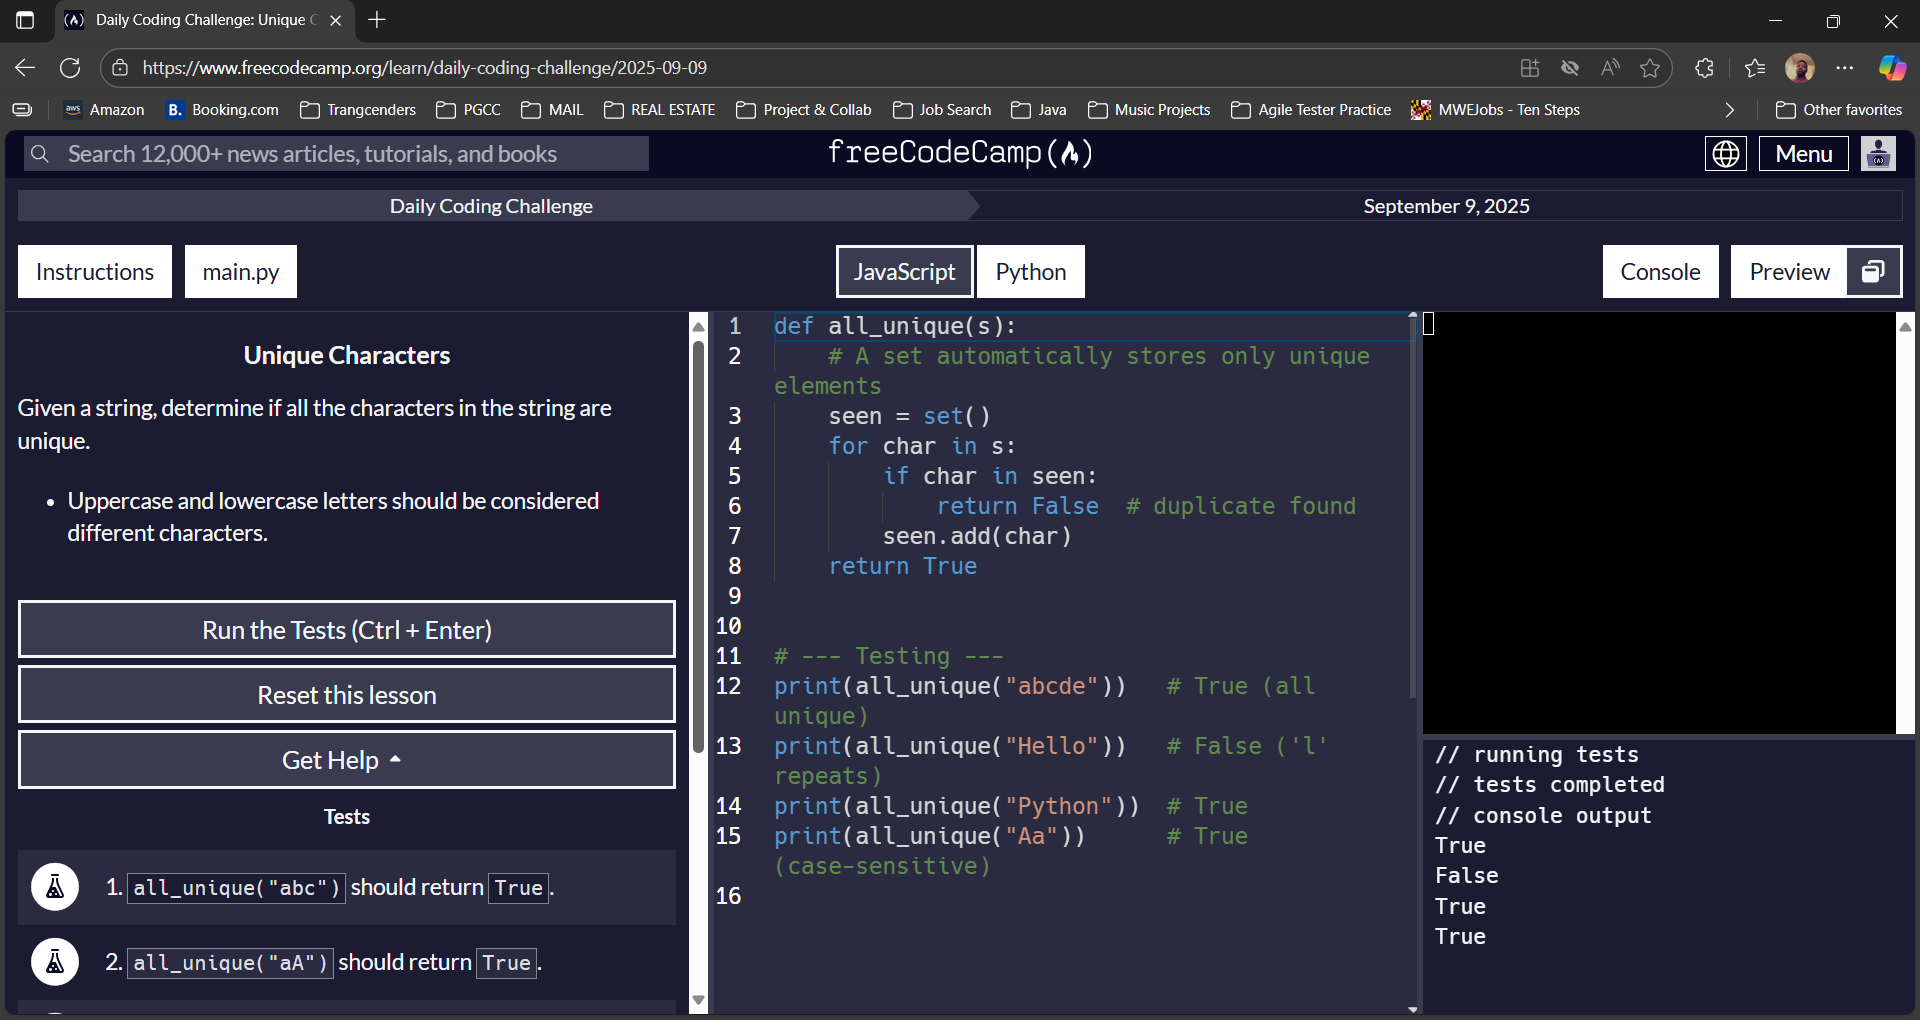 Daily Coding Challenge: Unique C
https://www.freecodecamp.org/learn/daily-coding-challenge/2025-09-09
aws Amazon
B. Booking.com
Trangcenders
PGCC
MAIL
REAL ESTATE
Project & Collab
Job Search
Java
Music Projects
Agile Tester Practice
MWEJobs - Ten Steps
Other favorites
Search 12,000+ news articles, tutorials, and books
freeCodeCamp(🔥)
Menu
Daily Coding Challenge
September 9, 2025
Instructions
main.py
JavaScript
Python
Console
Preview
Unique Characters
Given a string, determine if all the characters in the string are
unique.
• Uppercase and lowercase letters should be considered
different characters.
Run the Tests (Ctrl + Enter)
Reset this lesson
Get Help
Tests
1. all_unique("abc") should return True.
2. all_unique("aA") should return True.
1 def all_unique(s):
2     # A set automatically stores only unique
elements
3     seen = set()
4     for char in s:
5         if char in seen:
6             return False  # duplicate found
7         seen.add(char)
8     return True
9
10
11 # --- Testing ---
12 print(all_unique("abcde"))   # True (all
unique)
13 print(all_unique("Hello"))   # False ('l'
repeats)
14 print(all_unique("Python"))  # True
15 print(all_unique("Aa"))      # True
(case-sensitive)
16
// running tests
// tests completed
// console output
True
False
True
True